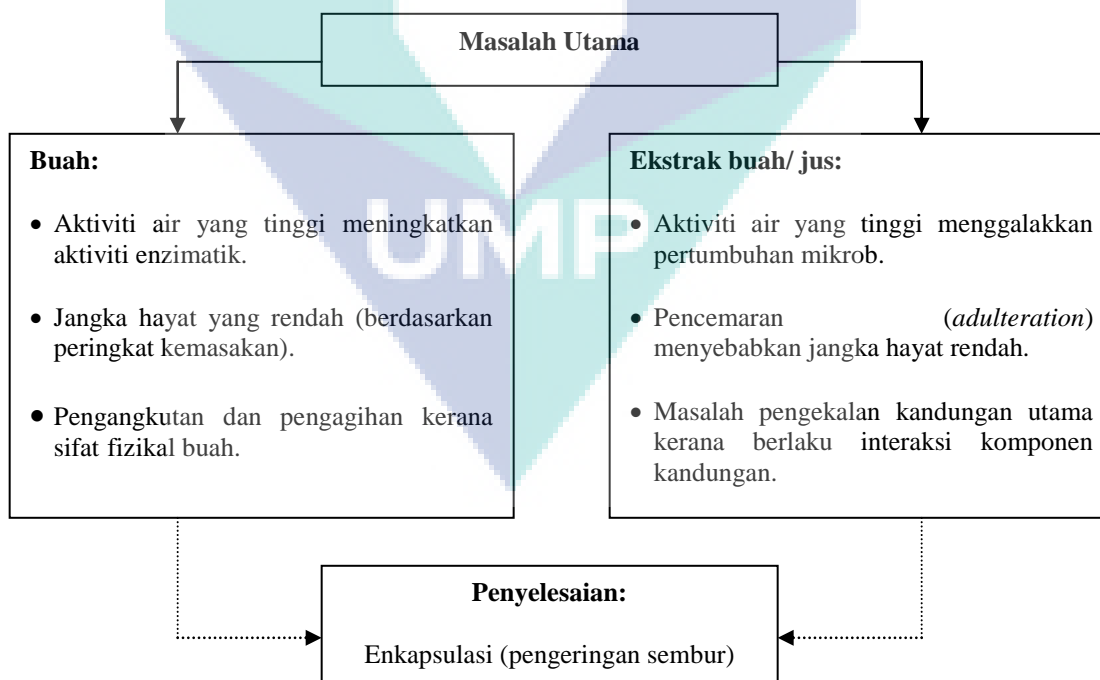 Masalah Utama
Buah:
• Aktiviti air yang tinggi meningkatkan
aktiviti enzimatik.
• Jangka hayat yang rendah (berdasarkan
peringkat kemasakan).
• Pengangkutan dan pengagihan kerana
sifat fizikal buah.
Ekstrak buah/ jus:
• Aktiviti air yang tinggi menggalakkan
pertumbuhan mikrob.
• Pencemaran (adulteration)
menyebabkan jangka hayat rendah.
• Masalah pengekalan kandungan utama
kerana berlaku interaksi komponen
kandungan.
UMP
Penyelesaian:
Enkapsulasi (pengeringan sembur)